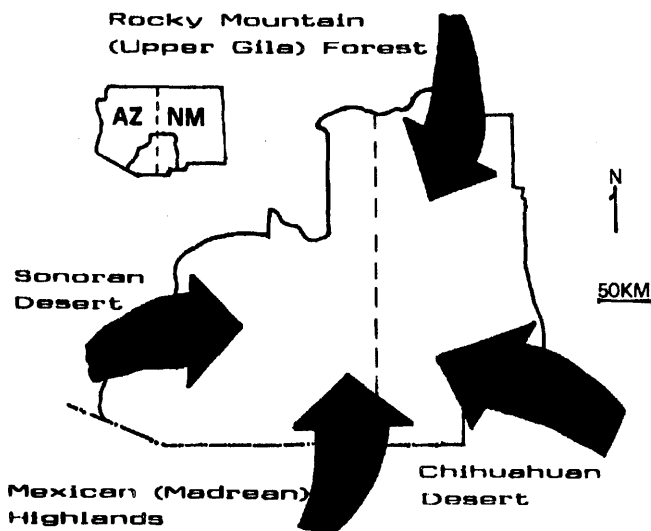 Rocky Mountain
(Upper Gila) Forest
AZ NM
N
Sonoran
Desert
50KM
Chihuahuan
Desert
Mexican (Madrean)
Highlands